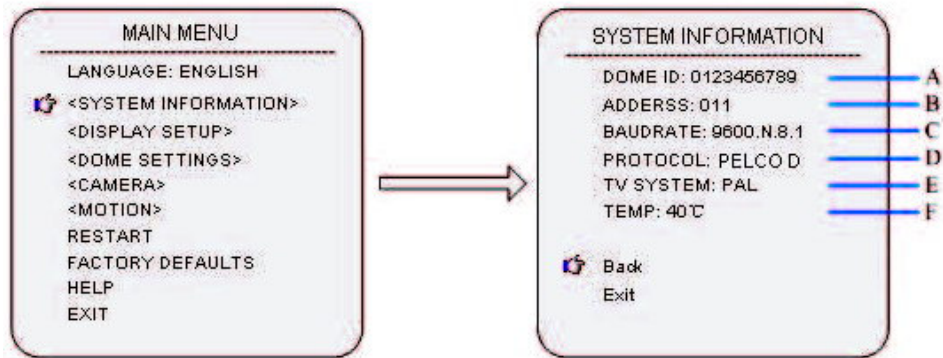 MAIN MENU
LANGUAGE: ENGLISH
<SYSTEM INFORMATION>
<DISPLAY SETUP>
<DOME SETTINGS>
<CAMERA>
<MOTION>
RESTART
FACTORY DEFAULTS
HELP
EXIT
SYSTEM INFORMATION
DOME ID: 0123456789 A
ADDERSS: 011 B
BAUDRATE: 9600.N.8.1 C
PROTOCOL: PELCO D D
TV SYSTEM: PAL E
TEMP: 40℃ F
Back
Exit